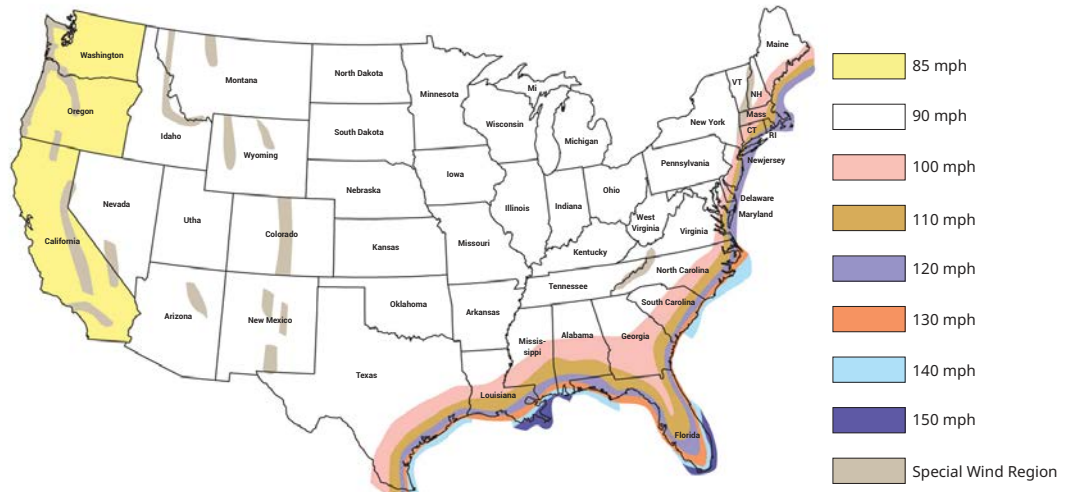 Washington
Oregon
California
Nevada
Idaho
Montana
Wyoming
Utha
Colorado
Arizona
New Mexico
North Dakota
South Dakota
Nebraska
Kansas
Oklahoma
Texas
Minnesota
Iowa
Missouri
Arkansas
Louisiana
Wisconsin
Illinois
Mi
Michigan
Indiana
Ohio
Kentucky
Tennessee
Missis-
sippi
Alabama
Georgia
Florida
South Carolina
North Carolina
Virginia
West
Virginia
Pennsylvania
New York
VT
NH
Maine
Mass
CT
RI
Newjersey
Delaware
Maryland
85 mph
90 mph
100 mph
110 mph
120 mph
130 mph
140 mph
150 mph
Special Wind Region